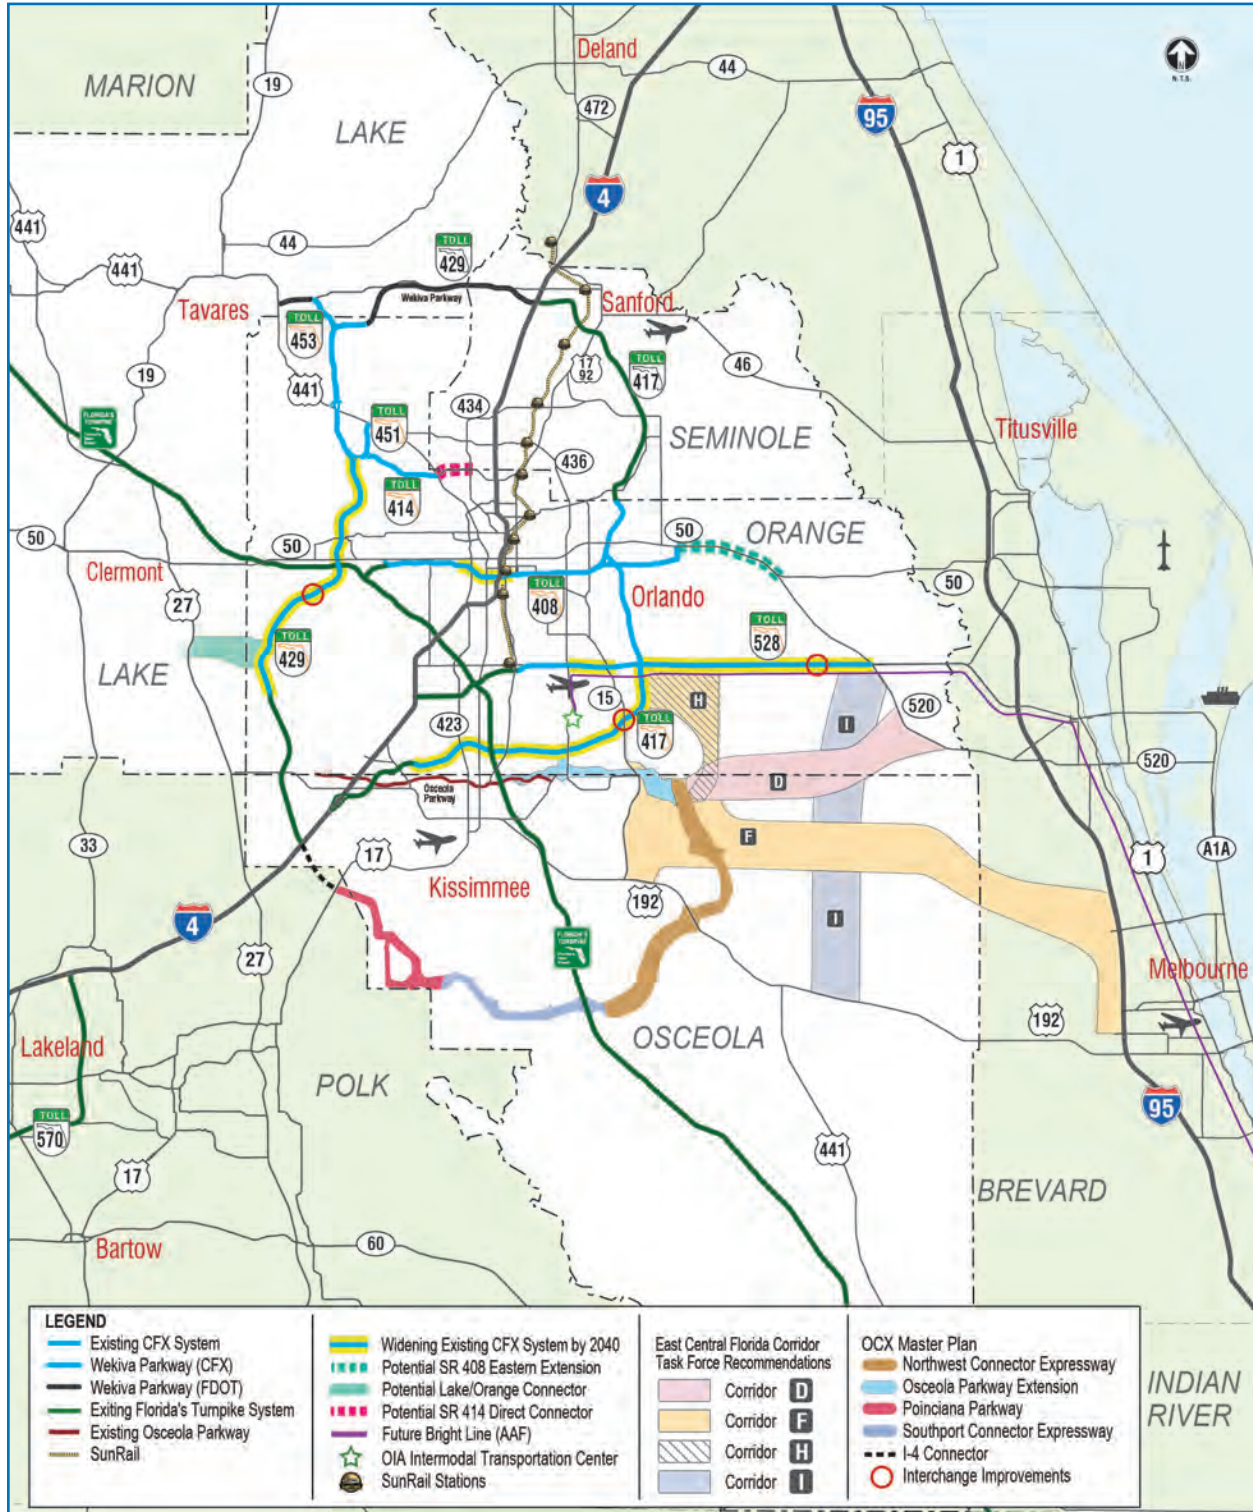 Deland
44
MARION
19
472
95
N
N.T.S.
LAKE
1
4
441
44
TOLL
429
441
Wekiva Parkway
Tavares
Sanford
TOLL
453
17
92
TOLL
417
46
19
441
434
FLORIDA'S
TURNPIKE
TOLL
451
SEMINOLE
Titusville
436
TOLL
414
50
50
50
ORANGE
Clermont
50
27
TOLL
408
Orlando
TOLL
429
TOLL
528
LAKE
15
H
520
423
TOLL
417
I
520
D
Osceola
Parkway
33
17
F
1
A1A
Kissimmee
192
4
I
FLORIDA'S
TURNPIKE
27
Melbourne
192
OSCEOLA
Lakeland
POLK
95
TOLL
570
441
17
BREVARD
Bartow
60
INDIAN
RIVER
LEGEND
Existing CFX System
Wekiva Parkway (CFX)
Wekiva Parkway (FDOT)
Exiting Florida's Turnpike System
Existing Osceola Parkway
SunRail
Widening Existing CFX System by 2040
Potential SR 408 Eastern Extension
Potential Lake/Orange Connector
Potential SR 414 Direct Connector
Future Bright Line (AAF)
OIA Intermodal Transportation Center
SunRail Stations
East Central Florida Corridor
Task Force Recommendations
Corridor D
Corridor F
Corridor H
Corridor I
OCX Master Plan
Northwest Connector Expressway
Osceola Parkway Extension
Poinciana Parkway
Southport Connector Expressway
I-4 Connector
Interchange Improvements